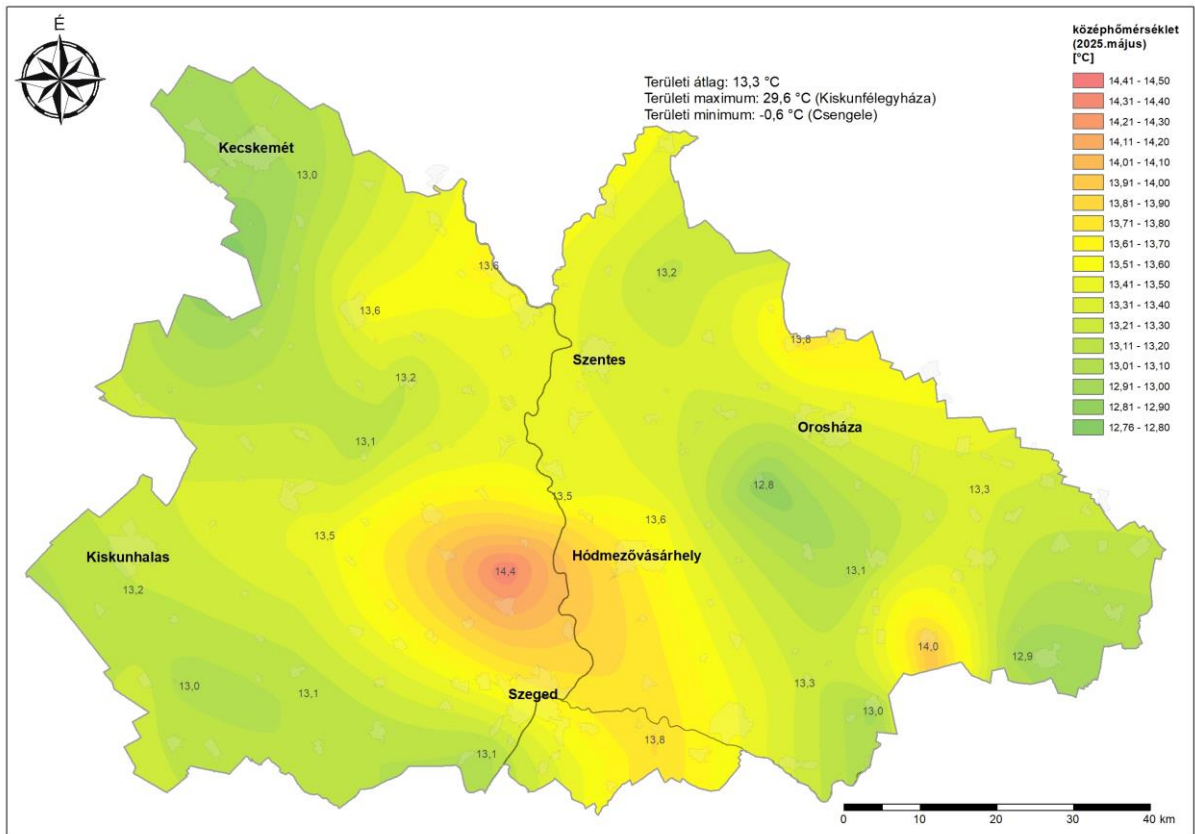 É
középhőmérséklet
(2025.május)
[°C]
14,41 - 14,50
14,31 - 14,40
14,21 - 14,30
14,11 - 14,20
14,01 - 14,10
13,91 - 14,00
13,81 - 13,90
13,71 - 13,80
13,61 - 13,70
13,51 - 13,60
13,41 - 13,50
13,31 - 13,40
13,21 - 13,30
13,11 - 13,20
13,01 - 13,10
12,91 - 13,00
12,81 - 12,90
12,76 - 12,80
Területi átlag: 13,3 °C
Területi maximum: 29,6 °C (Kiskunfélegyháza)
Területi minimum: -0,6 °C (Csengele)
Kecskemét
13,0
13,6
13,2
13,6
13,8
Szentes
13,2
Orosháza
13,1
12,8
13,3
13,5
13,6
13,5
Kiskunhalas
Hódmezővásárhely
14,4
13,1
13,2
14,0
12,9
13,0
13,1
Szeged
13,3
13,0
13,8
13,1
0 10 20 30 40 km